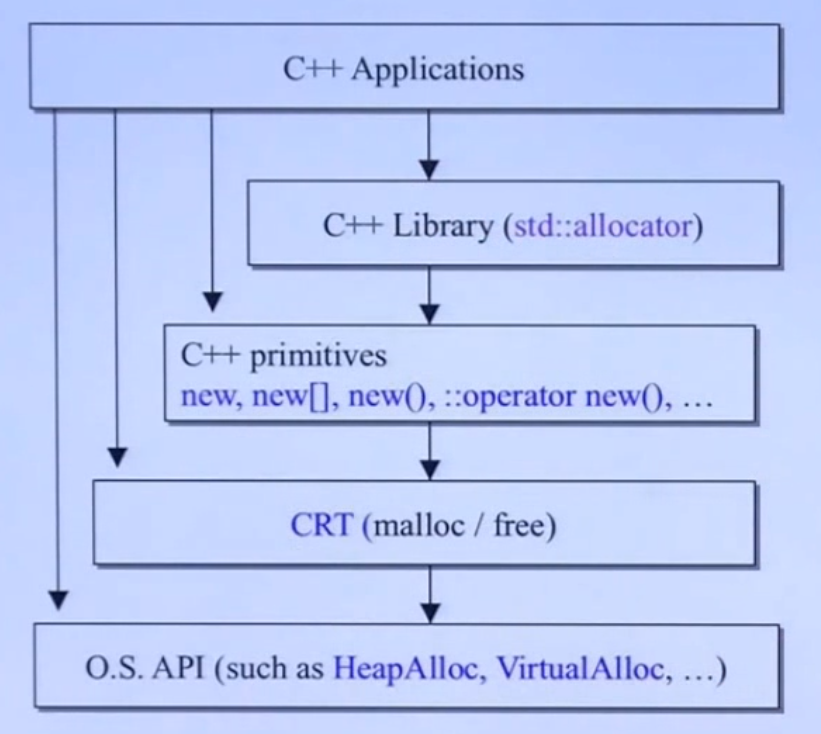 C++ Applications
C++ Library (std::allocator)
C++ primitives
new, new[], new(), ::operator new(), ...
CRT (malloc / free)
O.S. API (such as HeapAlloc, VirtualAlloc, ...)